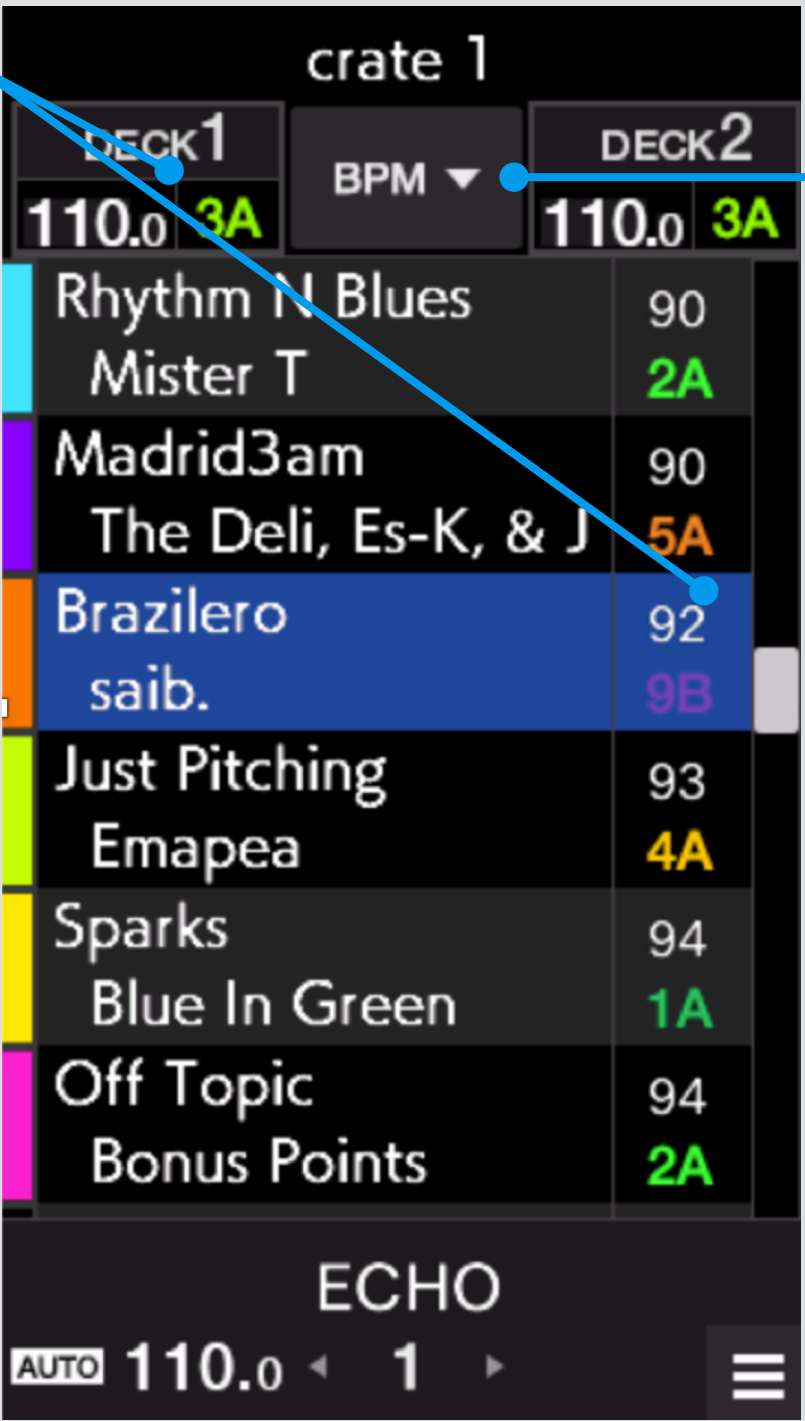 crate 1
DECK1
BPM
DECK2
110.0 3A
110.0 3A
Rhythm N Blues
90
Mister T
2A
Madrid3am
90
The Deli, Es-K, & J
5A
Brazilero
92
saib.
9B
Just Pitching
93
Emapea
4A
Sparks
94
Blue In Green
1A
Off Topic
94
Bonus Points
2A
ECHO
AUTO 110.0 1